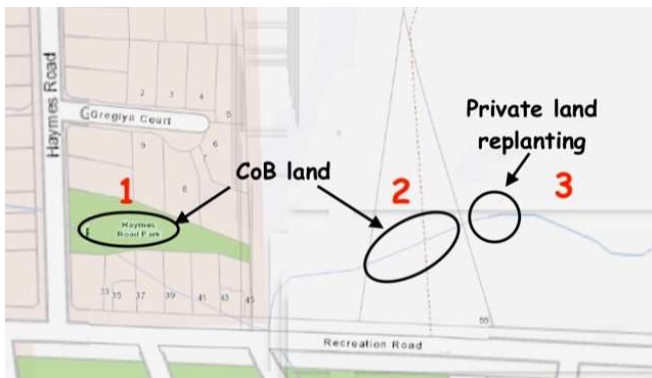 Haymes Road
Goreglyn Court
2
3
4
5
9
6
7
8
1
CoB land
2
Private land
replanting
3
Haymes
Road Park
33
35
37
39
41
43
45
Recreation Road